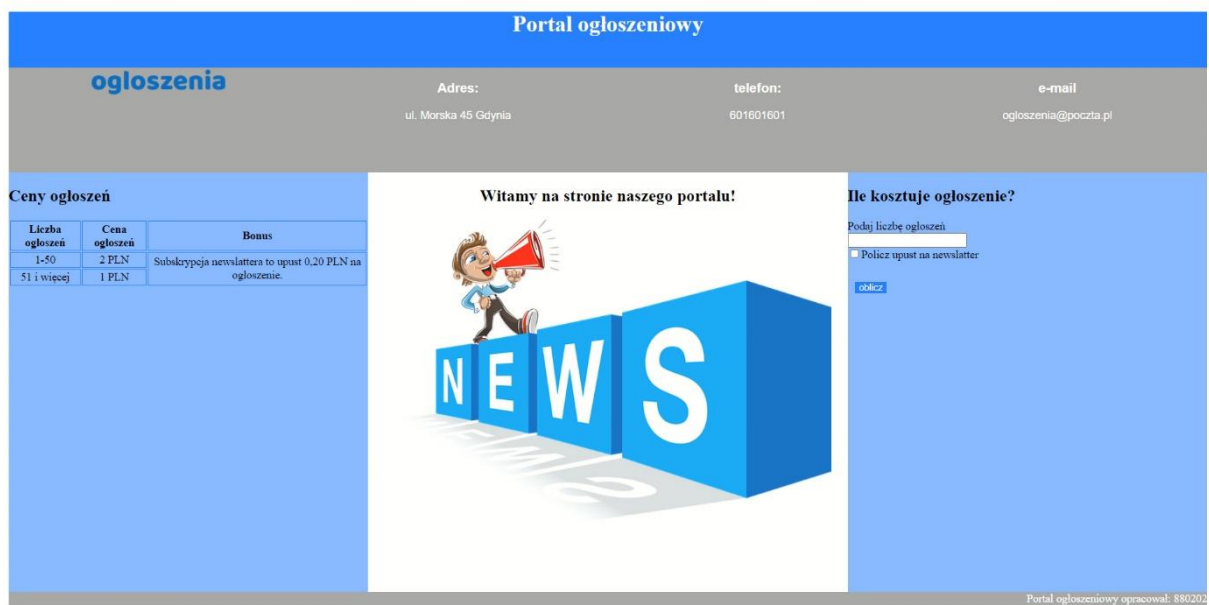 Portal ogłoszeniowy
ogloszenia
Adres:
ul. Morska 45 Gdynia
telefon:
601601601
e-mail
ogloszenia@poczta.pl
Ceny ogłoszń
Liczba ogłoszeń
Cena ogłoszeń
Bonus
1-50
2 PLN
Subskrypcja newslattera to upust 0,20 PLN na
ogłoszenie.
51 i więcej
1 PLN
Witamy na stronie naszego portalu!
NEWS
Ile kosztuje ogłoszenie?
Podaj liczbę ogłoszeń
Policz upust na newslatter
oblicz
Portal ogłoszeniowy opracował: 880202